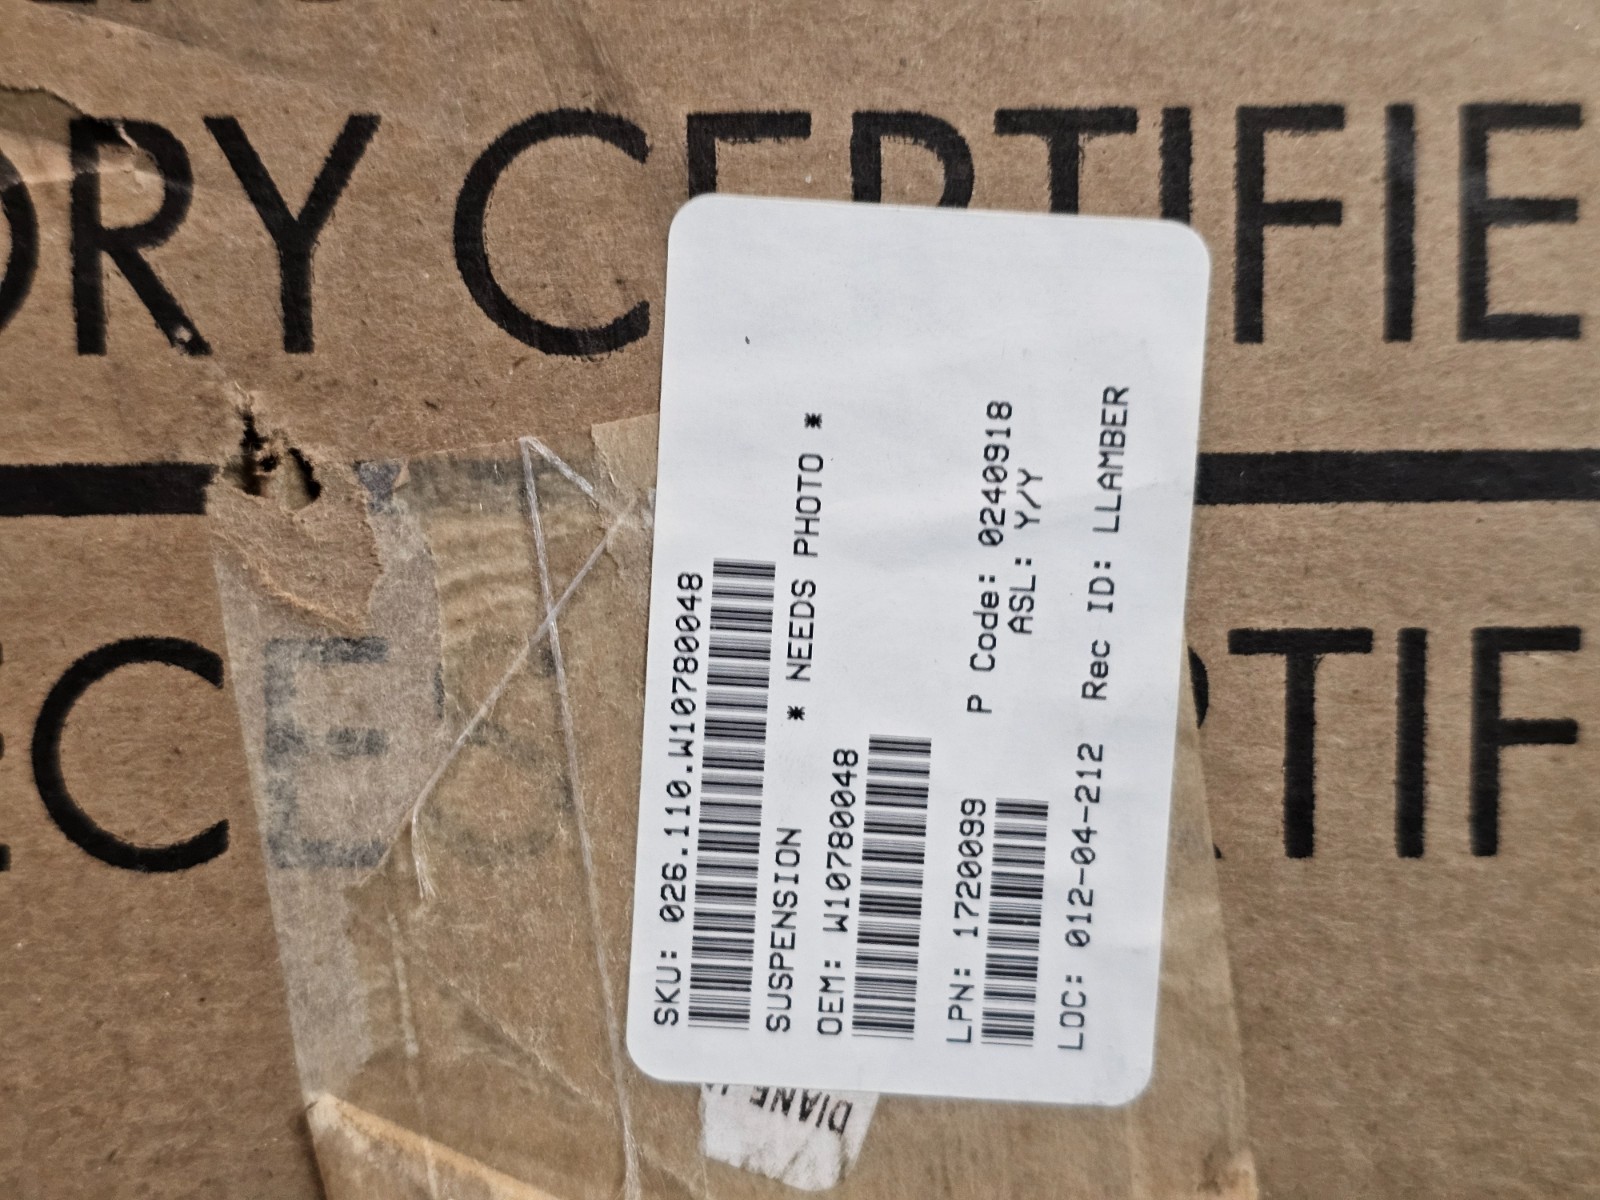 ORY CERTIFIE
SKU: 026.110.W10780048
SUSPENSION * NEEDS PHOTO *
OEM: W10780048
LPN: 1720099 P Code: 0240918
ASL: Y/Y
LOC: 012-04-212 Rec ID: LLAMBER
RTIF
DIANE